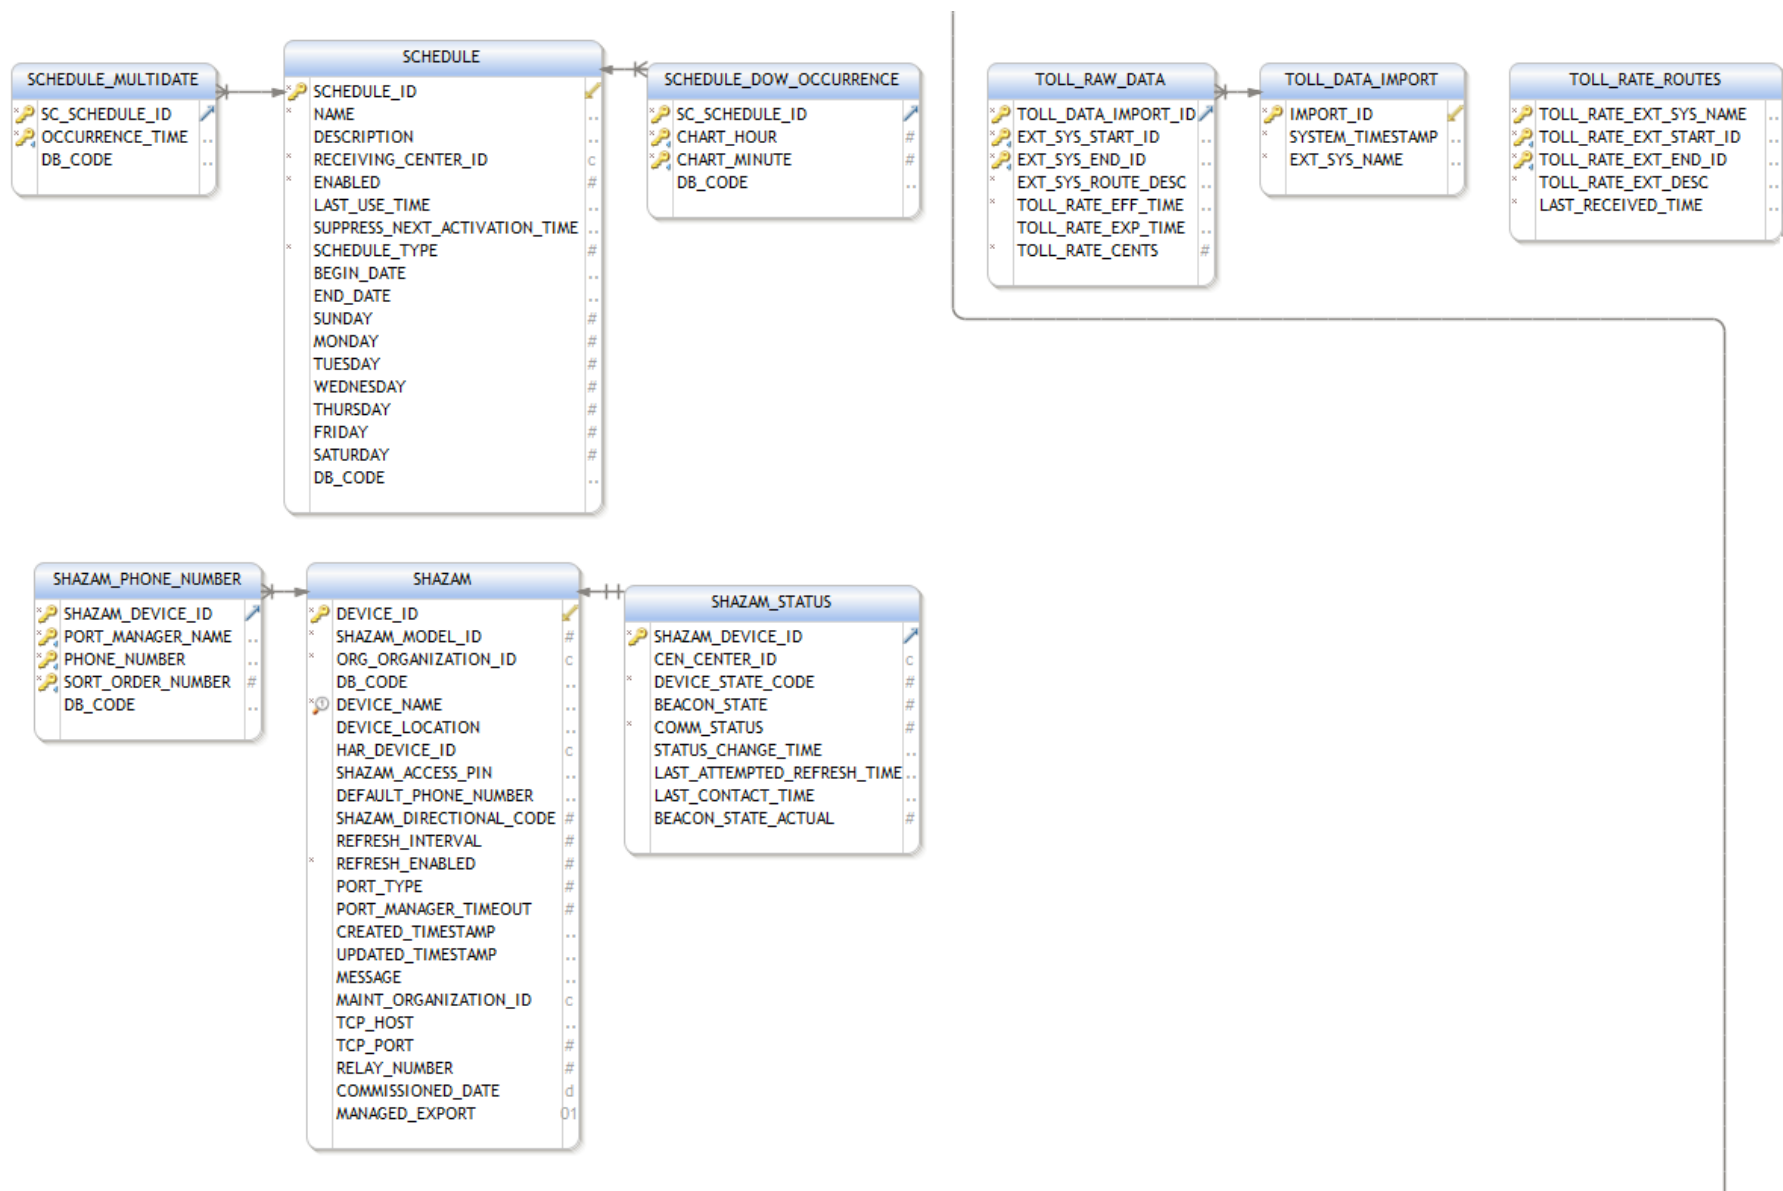 SCHEDULE_MULTIDATE
SC_SCHEDULE_ID
OCCURRENCE_TIME
DB_CODE
SCHEDULE
SCHEDULE_ID
NAME
DESCRIPTION
RECEIVING_CENTER_ID c
ENABLED #
LAST_USE_TIME
SUPPRESS_NEXT_ACTIVATION_TIME
SCHEDULE_TYPE #
BEGIN_DATE
END_DATE
SUNDAY #
MONDAY #
TUESDAY #
WEDNESDAY #
THURSDAY #
FRIDAY #
SATURDAY #
DB_CODE
SCHEDULE_DOW_OCCURRENCE
SC_SCHEDULE_ID
CHART_HOUR #
CHART_MINUTE #
DB_CODE
TOLL_RAW_DATA
TOLL_DATA_IMPORT_ID
EXT_SYS_START_ID
EXT_SYS_END_ID
EXT_SYS_ROUTE_DESC
TOLL_RATE_EFF_TIME
TOLL_RATE_EXP_TIME
TOLL_RATE_CENTS #
TOLL_DATA_IMPORT
IMPORT_ID
SYSTEM_TIMESTAMP
EXT_SYS_NAME
TOLL_RATE_ROUTES
TOLL_RATE_EXT_SYS_NAME
TOLL_RATE_EXT_START_ID
TOLL_RATE_EXT_END_ID
TOLL_RATE_EXT_DESC
LAST_RECEIVED_TIME
SHAZAM_PHONE_NUMBER
SHAZAM_DEVICE_ID
PORT_MANAGER_NAME
PHONE_NUMBER
SORT_ORDER_NUMBER #
DB_CODE
SHAZAM
DEVICE_ID
SHAZAM_MODEL_ID #
ORG_ORGANIZATION_ID c
DB_CODE
DEVICE_NAME
DEVICE_LOCATION
HAR_DEVICE_ID c
SHAZAM_ACCESS_PIN
DEFAULT_PHONE_NUMBER
SHAZAM_DIRECTIONAL_CODE #
REFRESH_INTERVAL #
REFRESH_ENABLED #
PORT_TYPE #
PORT_MANAGER_TIMEOUT #
CREATED_TIMESTAMP
UPDATED_TIMESTAMP
MESSAGE
MAINT_ORGANIZATION_ID c
TCP_HOST
TCP_PORT #
RELAY_NUMBER #
COMMISSIONED_DATE d
MANAGED_EXPORT 01
SHAZAM_STATUS
SHAZAM_DEVICE_ID
CEN_CENTER_ID c
DEVICE_STATE_CODE #
BEACON_STATE #
COMM_STATUS #
STATUS_CHANGE_TIME
LAST_ATTEMPTED_REFRESH_TIME
LAST_CONTACT_TIME
BEACON_STATE_ACTUAL #